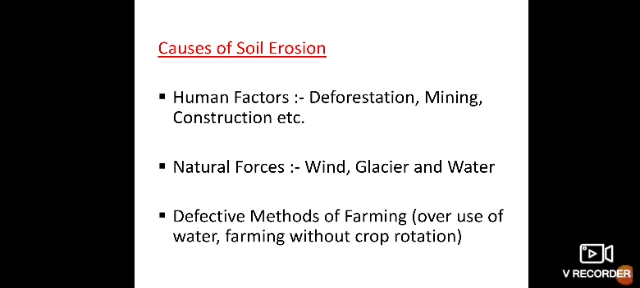 Causes of Soil Erosion
▪ Human Factors :- Deforestation, Mining,
Construction etc.
▪ Natural Forces :- Wind, Glacier and Water
▪ Defective Methods of Farming (over use of
water, farming without crop rotation)
V RECORDER